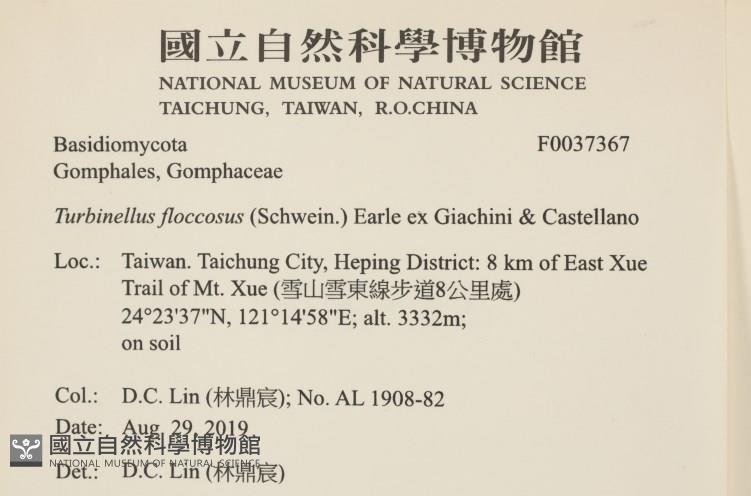 國立自然科學博物館
NATIONAL MUSEUM OF NATURAL SCIENCE
TAICHUNG, TAIWAN, R.O.CHINA
Basidiomycota F0037367
Gomphales, Gomphaceae
Turbinellus floccosus (Schwein.) Earle ex Giachini & Castellano
Loc.: Taiwan. Taichung City, Heping District: 8 km of East Xue
Trail of Mt. Xue (雪山雪東線步道8公里處)
24°23'37"N, 121°14'58"E; alt. 3332m;
on soil
Col.: D.C. Lin (林鼎宸); No. AL 1908-82
Date: Aug. 29, 2019
國立自然科學博物館
NATIONAL MUSEUM OF NATURAL SCIENCE
Det.: D.C. Lin (林鼎宸)